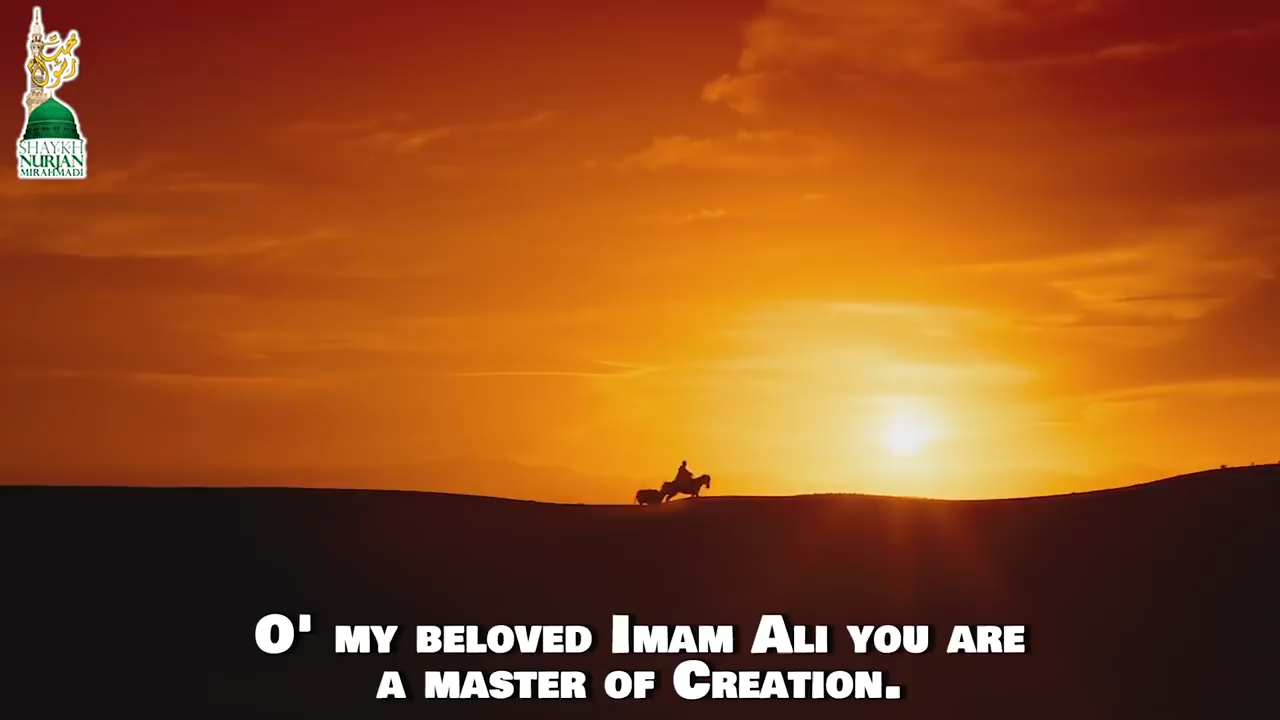 SHAYKH
NURJAN
MIRAHMADI
O' my beloved Imam Ali you are
a master of Creation.